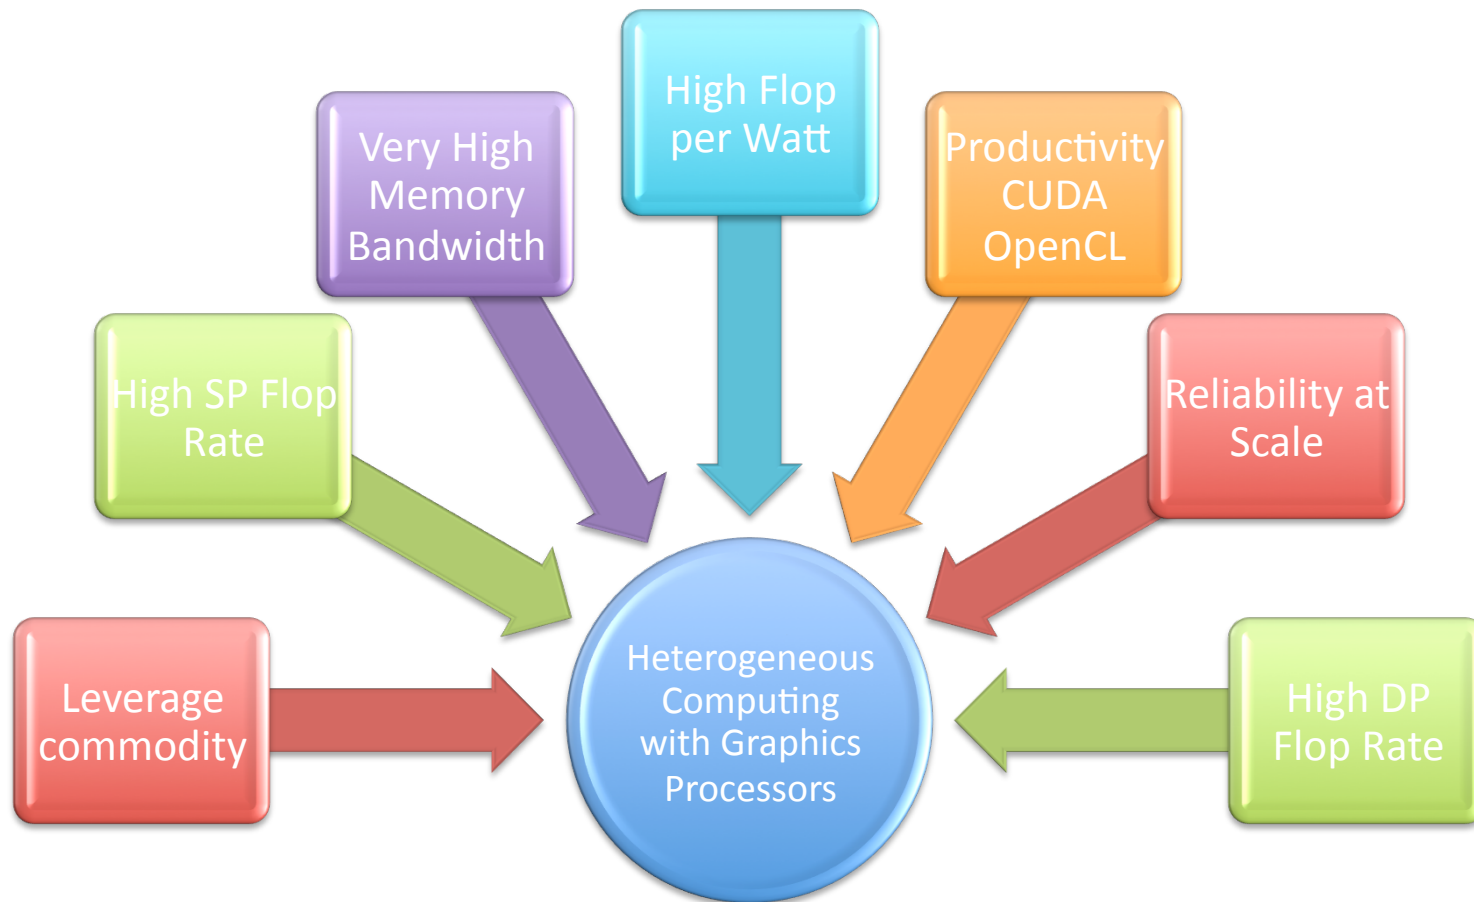 High Flop
per Watt
Very High
Memory
Bandwidth
Productivity
CUDA
OpenCL
High SP Flop
Rate
Reliability at
Scale
Leverage
commodity
Heterogeneous
Computing
with Graphics
Processors
High DP
Flop Rate